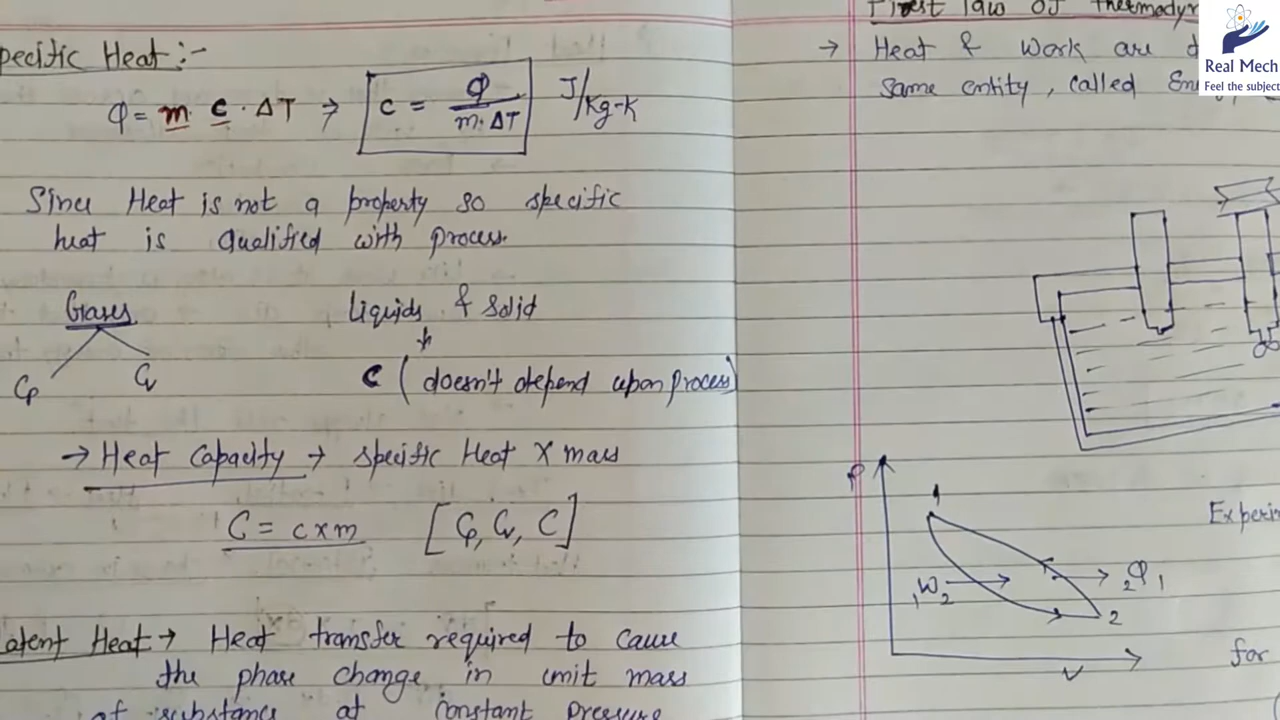 pecific Heat :-
Q = m c · ΔT → c = Q / m·ΔT J/Kg-K
Since Heat is not a property so specific
heat is qualified with process.
Gases
Cp Cv
Liquids & Solid
c ( doesn't depend upon process)
→ Heat Capacity → specific Heat x mass
C = c x m [ Cp, Cv, C ]
atent Heat → Heat transfer required to cause
the phase change in unit mass
of substance at constant pressure
First law of Thermodyn
→ Heat & Work are
same entity, called En
P
1
1W2
2Q1
2
V
Experi
for
Real Mech
Feel the subject